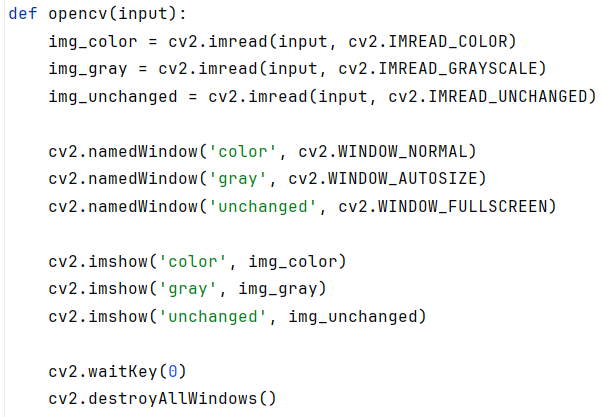 def opencv(input):
    img_color = cv2.imread(input, cv2.IMREAD_COLOR)
    img_gray = cv2.imread(input, cv2.IMREAD_GRAYSCALE)
    img_unchanged = cv2.imread(input, cv2.IMREAD_UNCHANGED)

    cv2.namedWindow('color', cv2.WINDOW_NORMAL)
    cv2.namedWindow('gray', cv2.WINDOW_AUTOSIZE)
    cv2.namedWindow('unchanged', cv2.WINDOW_FULLSCREEN)

    cv2.imshow('color', img_color)
    cv2.imshow('gray', img_gray)
    cv2.imshow('unchanged', img_unchanged)

    cv2.waitKey(0)
    cv2.destroyAllWindows()